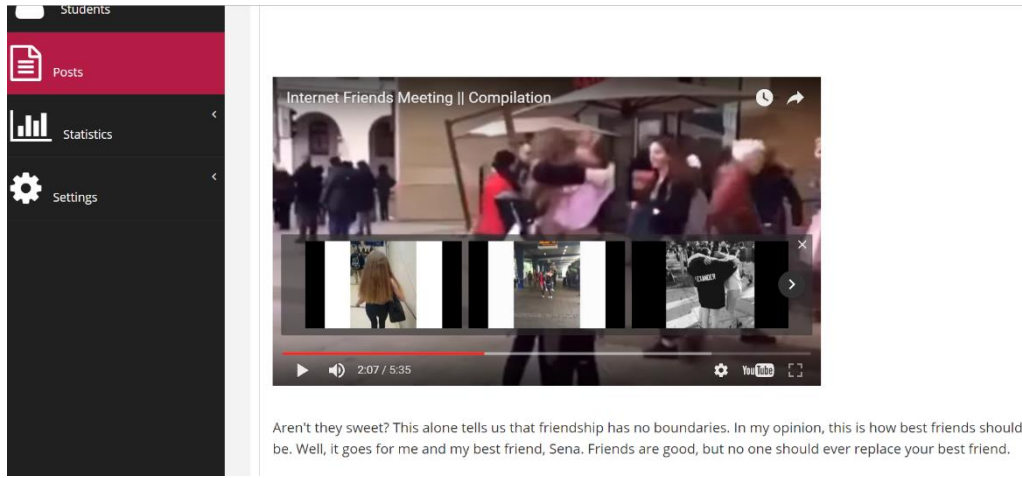 Students
Posts
Statistics
Settings
Internet Friends Meeting || Compilation
2:07 / 5:35
YouTube
Aren't they sweet? This alone tells us that friendship has no boundaries. In my opinion, this is how best friends should
be. Well, it goes for me and my best friend, Sena. Friends are good, but no one should ever replace your best friend.